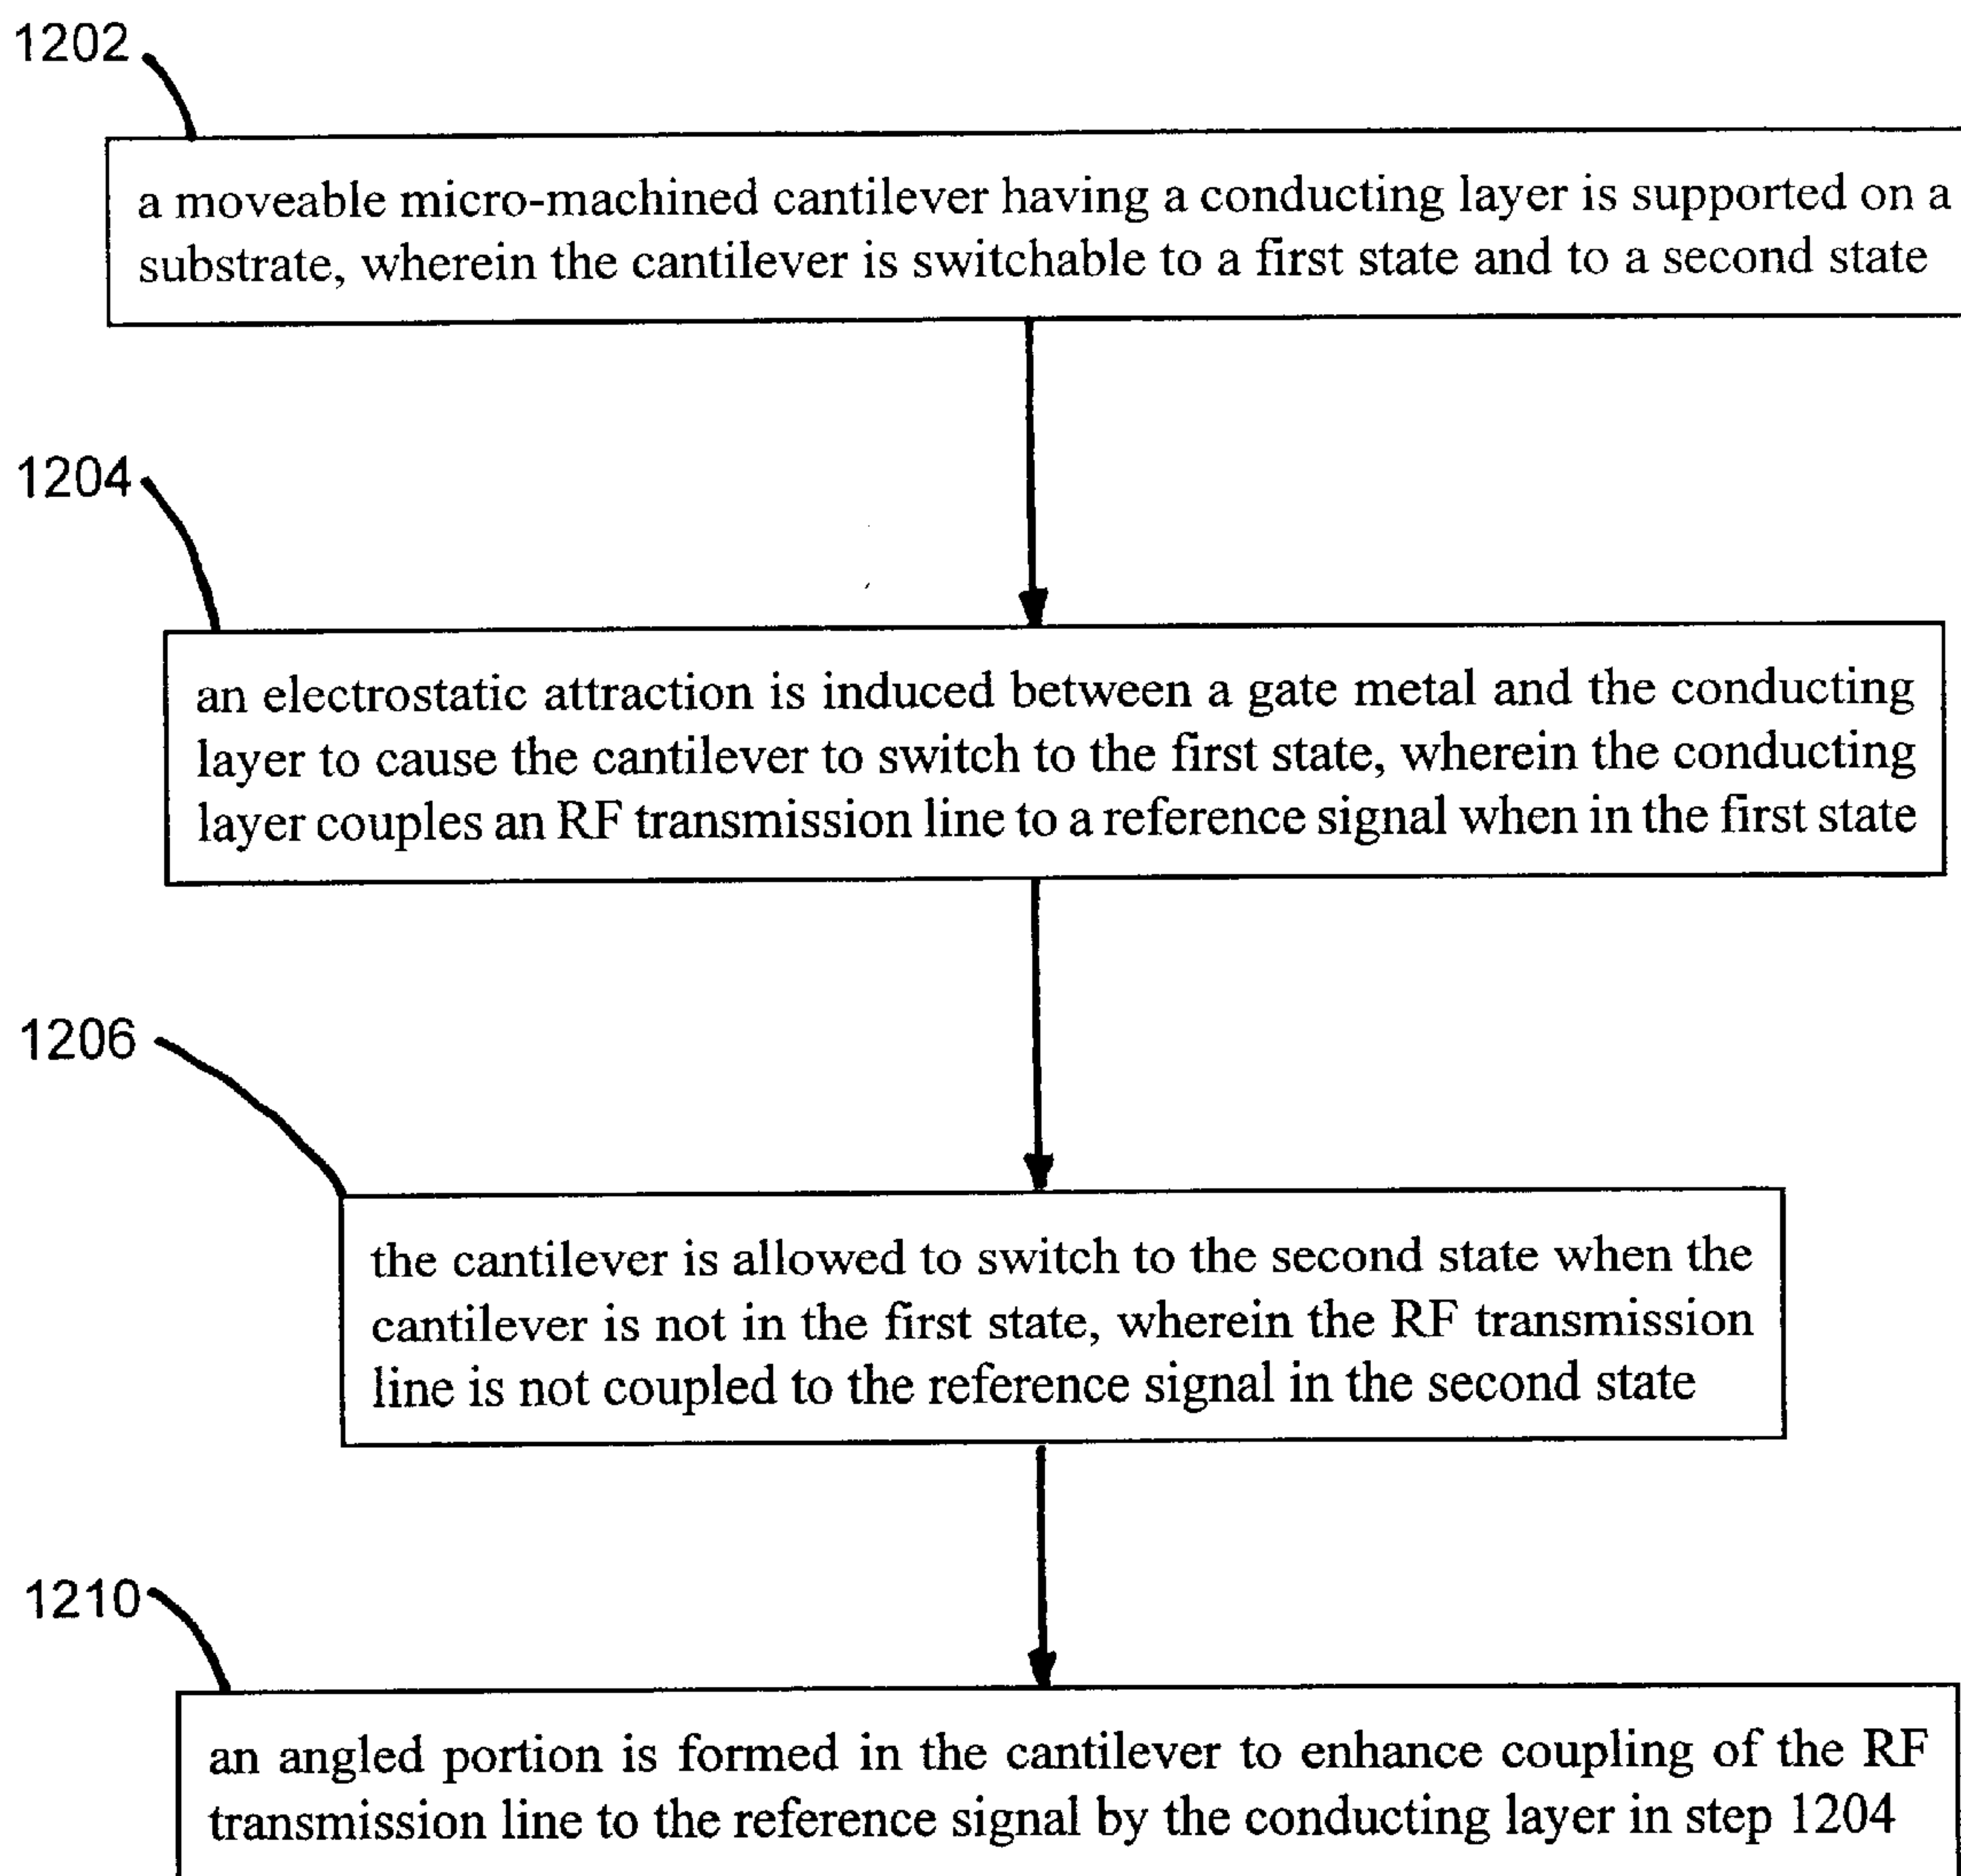 1202
a moveable micro-machined cantilever having a conducting layer is supported on a
substrate, wherein the cantilever is switchable to a first state and to a second state
1204
an electrostatic attraction is induced between a gate metal and the conducting
layer to cause the cantilever to switch to the first state, wherein the conducting
layer couples an RF transmission line to a reference signal when in the first state
1206
the cantilever is allowed to switch to the second state when the
cantilever is not in the first state, wherein the RF transmission
line is not coupled to the reference signal in the second state
1210
an angled portion is formed in the cantilever to enhance coupling of the RF
transmission line to the reference signal by the conducting layer in step 1204